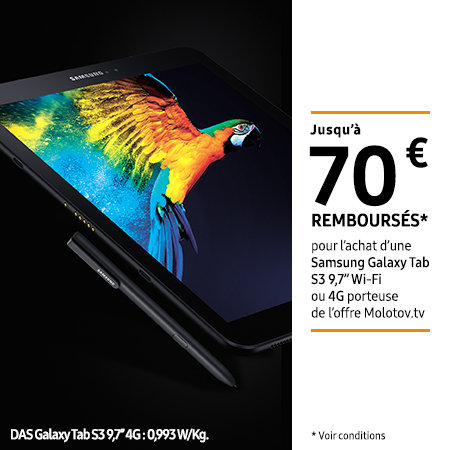 SAMSUNG
SAMSUNG
DAS Galaxy Tab S3 9,7" 4G : 0,993 W/Kg.
Jusqu'à
70 €
REMBOURSÉS*
pour l'achat d'une
Samsung Galaxy Tab
S3 9,7" Wi-Fi
ou 4G porteuse
de l'offre Molotov.tv
* Voir conditions